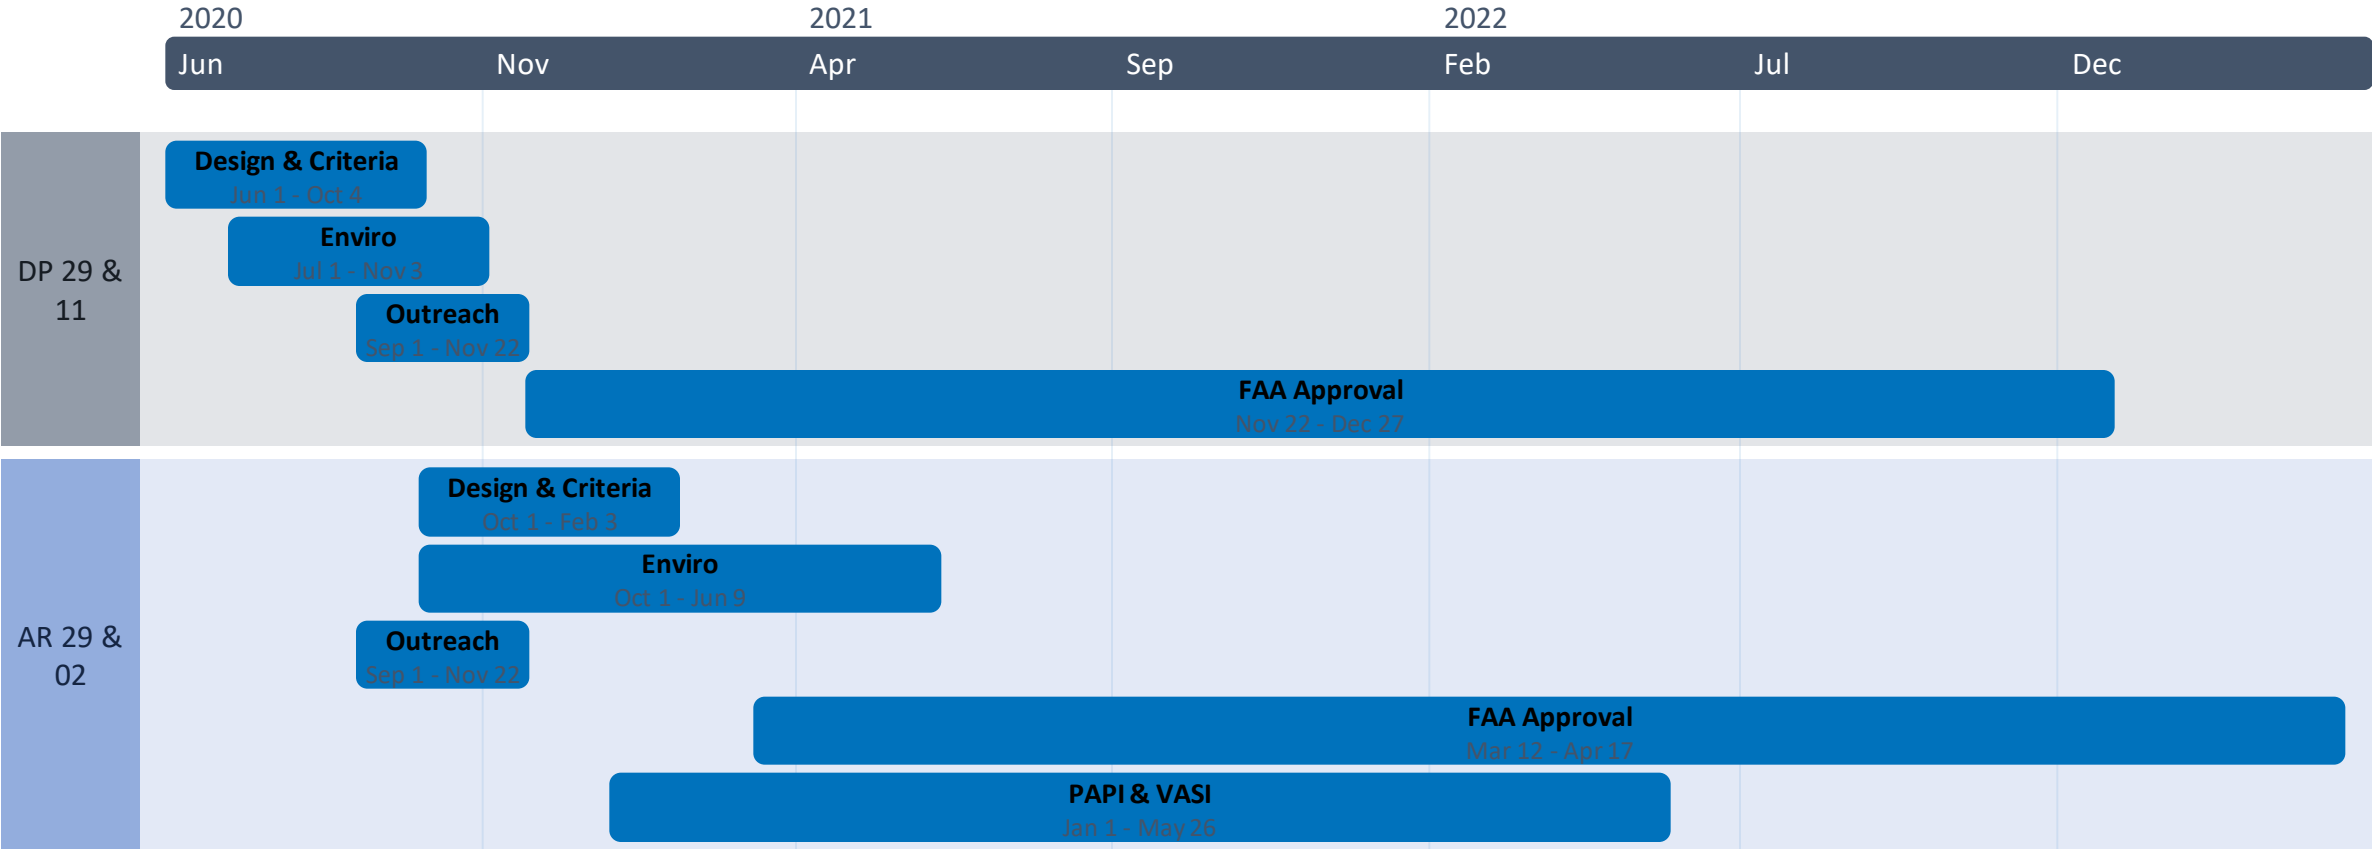 2020 2021 2022
Jun Nov Apr Sep Feb Jul Dec
DP 29 &
11
Design & Criteria
Jun 1 - Oct 4
Enviro
Jul 1 - Nov 3
Outreach
Sep 1 - Nov 22
FAA Approval
Nov 22 - Dec 27
AR 29 &
02
Design & Criteria
Oct 1 - Feb 3
Enviro
Oct 1 - Jun 9
Outreach
Sep 1 - Nov 22
FAA Approval
Mar 12 - Apr 17
PAPI & VASI
Jan 1 - May 26